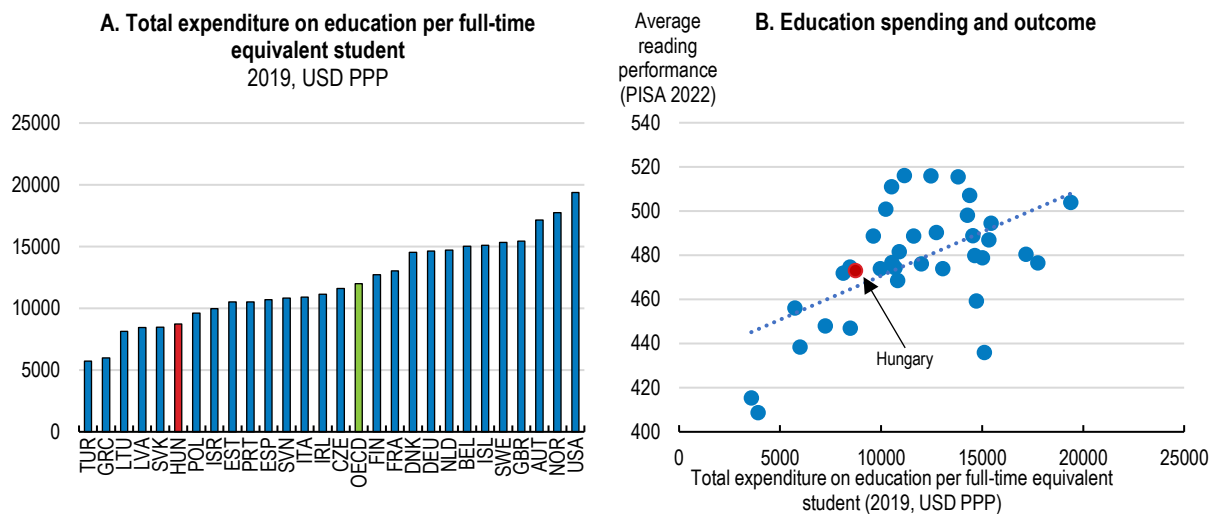 A. Total expenditure on education per full-time
equivalent student
2019, USD PPP
25000
20000
15000
10000
5000
0
TUR
GRC
LTU
LVA
SVK
HUN
POL
ISR
EST
PRT
ESP
SVN
ITA
IRL
CZE
OECD
FIN
FRA
DNK
DEU
NLD
BEL
ISL
SWE
GBR
AUT
NOR
USA
B. Education spending and outcome
Average
reading
performance
(PISA 2022)
540
520
500
480
460
440
420
400
Hungary
0 5000 10000 15000 20000 25000
Total expenditure on education per full-time equivalent
student (2019, USD PPP)